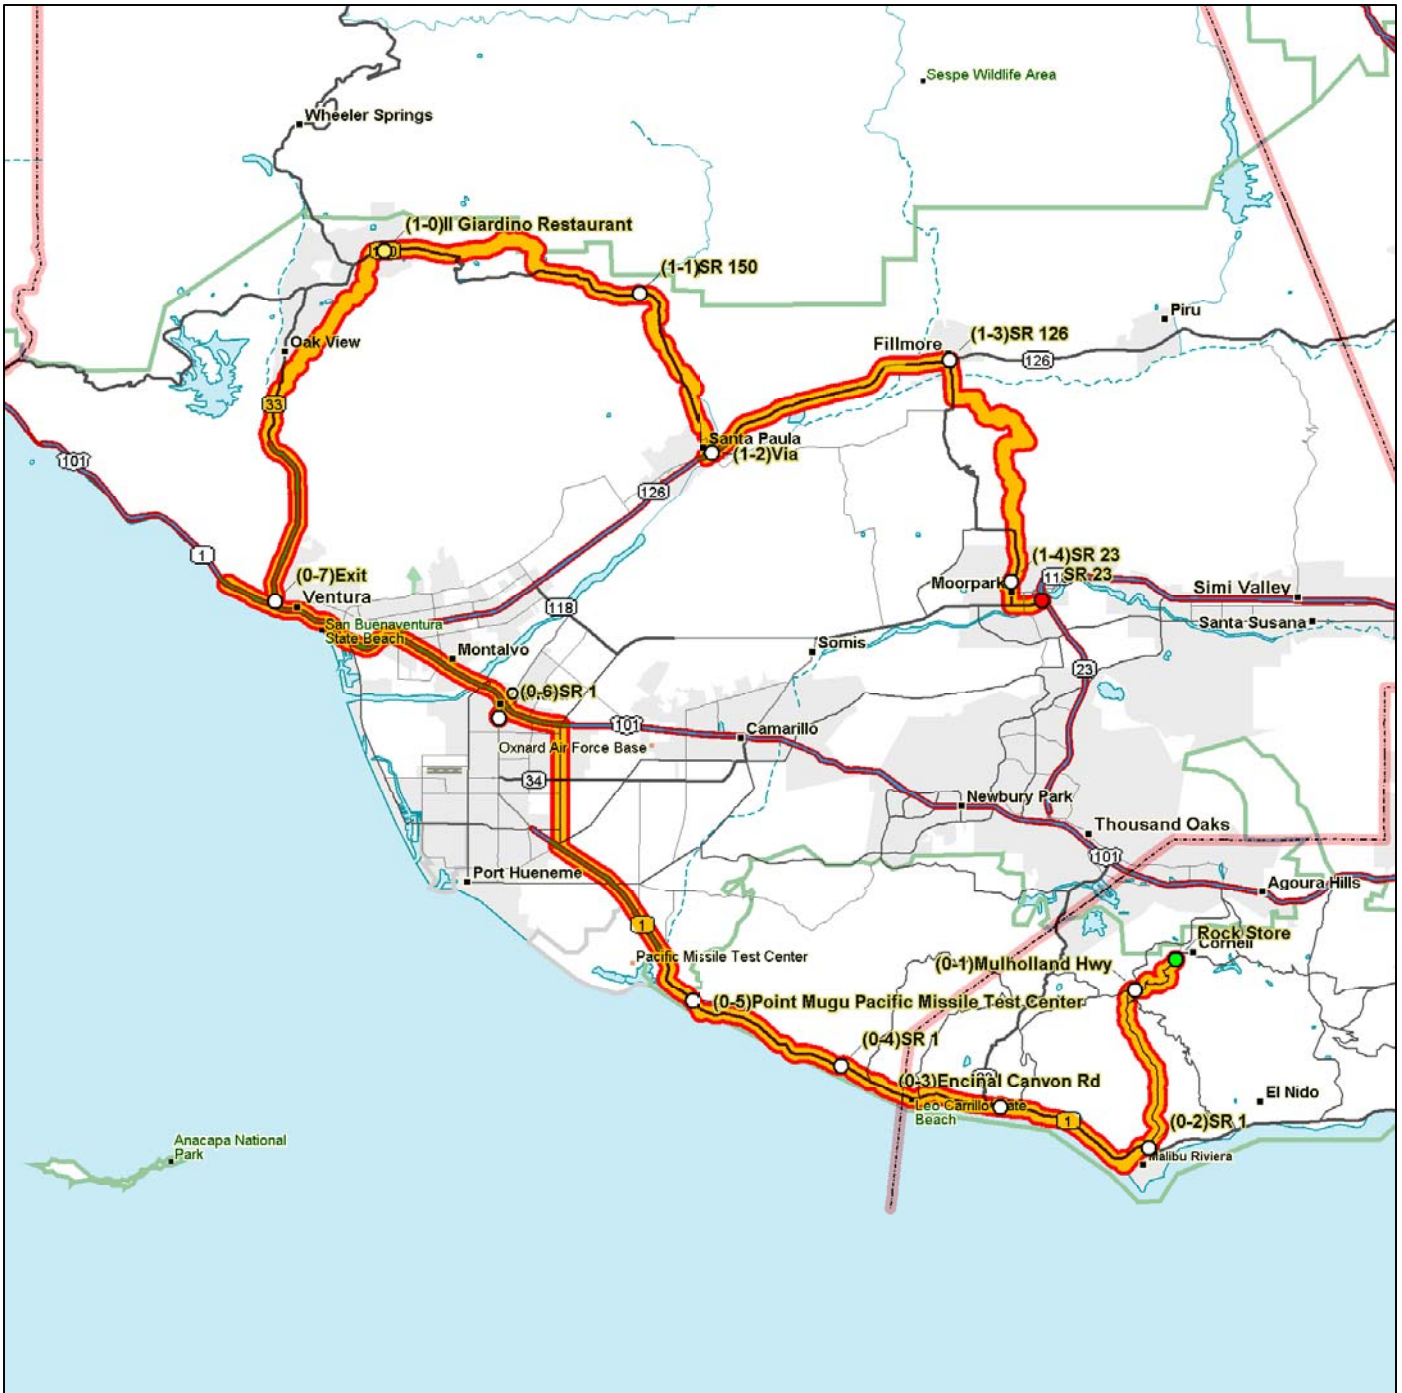 Sespe Wildlife Area
Wheeler Springs
(1-0)Il Giardino Restaurant
(1-1)SR 150
Piru
(1-3)SR 126
Fillmore
126
Oak View
33
Santa Paula
(1-2)Via
101
126
1
(1-4)SR 23
SR 23
Moorpark
(0-7)Exit
Ventura
118
Simi Valley
Santa Susana
San Buenaventura
State Beach
Montalvo
Somis
23
(0-6)SR 1
101
Camarillo
Oxnard Air Force Base
34
Newbury Park
Thousand Oaks
101
Port Hueneme
Agoura Hills
1
Rock Store
Cornell
Pacific Missile Test Center
(0-1)Mulholland Hwy
(0-5)Point Mugu Pacific Missile Test Center
(0-4)SR 1
(0-3)Encinal Canyon Rd
El Nido
Leo Carrillo State
Beach
1
(0-2)SR 1
Malibu Riviera
Anacapa National
Park